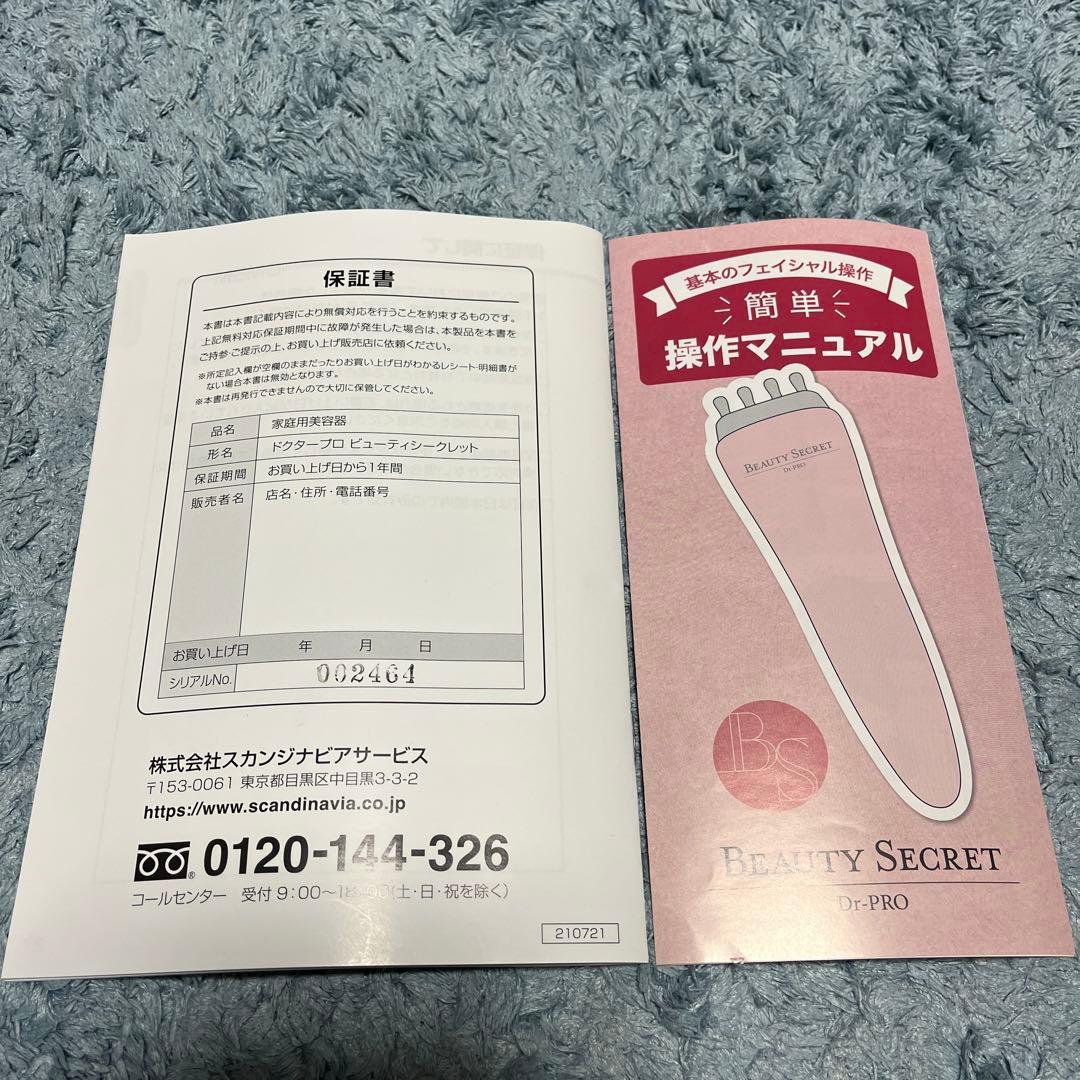 保証書
本書は本書記載内容により無償対応を行うことを約束するものです。
上記無料対応保証期間中に故障が発生した場合は、本製品を本書を
ご持参・ご提示の上、お買い上げ販売店に依頼ください。
※所定記入欄が空欄のままだったりお買い上げ日がわかるレシート・明細書が
ない場合本書は無効となります。
※本書は再発行できませんので大切に保管してください。
品名 家庭用美容器
形名 ドクタープロ ビューティシークレット
保証期間 お買い上げ日から1年間
販売者名 店名・住所・電話番号
お買い上げ日 年 月 日
シリアルNo. 002464
株式会社スカンジナビアサービス
〒153-0061 東京都目黒区中目黒3-3-2
https://www.scandinavia.co.jp
0120-144-326
コールセンター 受付 9:00〜18:00(土・日・祝を除く)
210721
基本のフェイシャル操作
簡単
操作マニュアル
BEAUTY SECRET
Dr-PRO
BS
BEAUTY SECRET
Dr-PRO